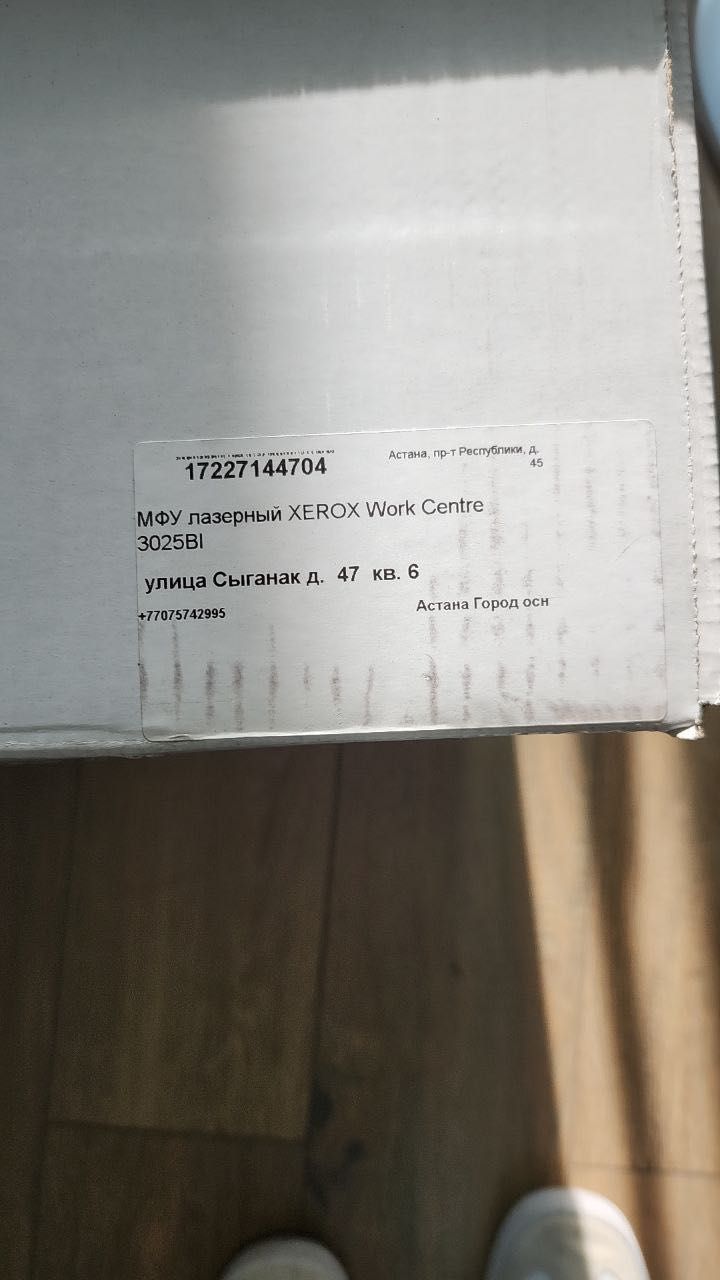 17227144704
Астана, пр-т Республики, д.
45
МФУ лазерный XEROX Work Centre
3025BI
улица Сыганак д. 47 кв. 6
+77075742995
Астана Город осн